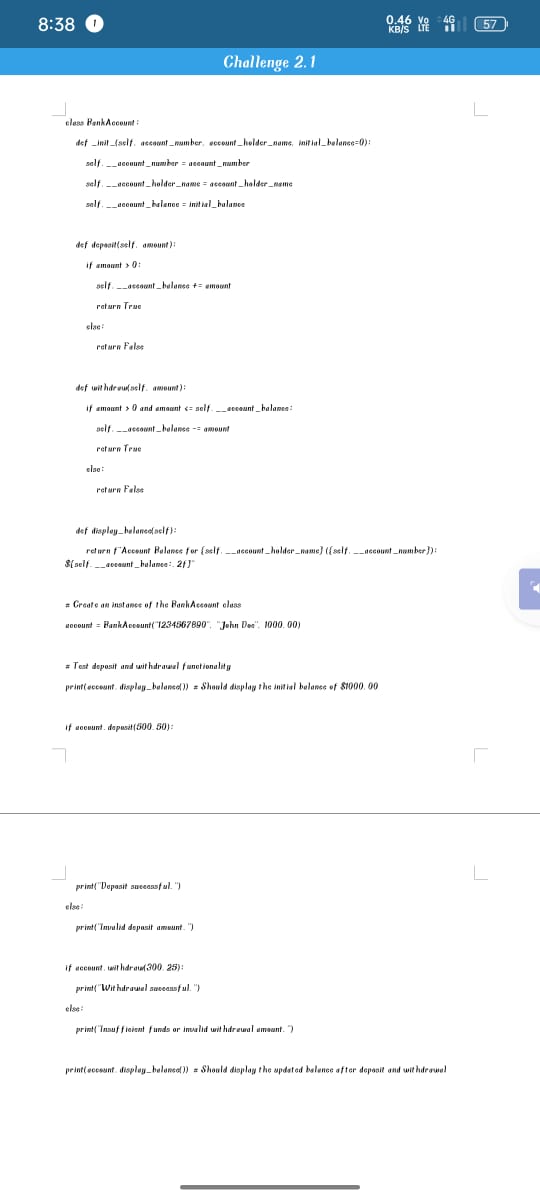 8:38
1
0.46 KB/S
Vo LTE
4G
57
Challenge 2.1
class BankAccount:
def _init_(self, account_number, account_holder_name, initial_balance=0):
self.__account_number = account_number
self.__account_holder_name = account_holder_name
self.__account_balance = initial_balance
def deposit(self, amount):
if amount > 0:
self.__account_balance += amount
return True
else:
return False
def withdraw(self, amount):
if amount > 0 and amount <= self.__account_balance:
self.__account_balance -= amount
return True
else:
return False
def display_balance(self):
return f"Account Balance for {self.__account_holder_name} ({self.__account_number}):
${self.__account_balance:.2f}"
# Create an instance of the BankAccount class
account = BankAccount("1234567890", "John Doe", 1000.00)
# Test deposit and withdrawal functionality
print(account.display_balance()) # Should display the initial balance of $1000.00
if account.deposit(500.50):
print("Deposit successful.")
else:
print("Invalid deposit amount.")
if account.withdraw(300.25):
print("Withdrawal successful.")
else:
print("Insufficient funds or invalid withdrawal amount.")
print(account.display_balance()) # Should display the updated balance after deposit and withdrawal